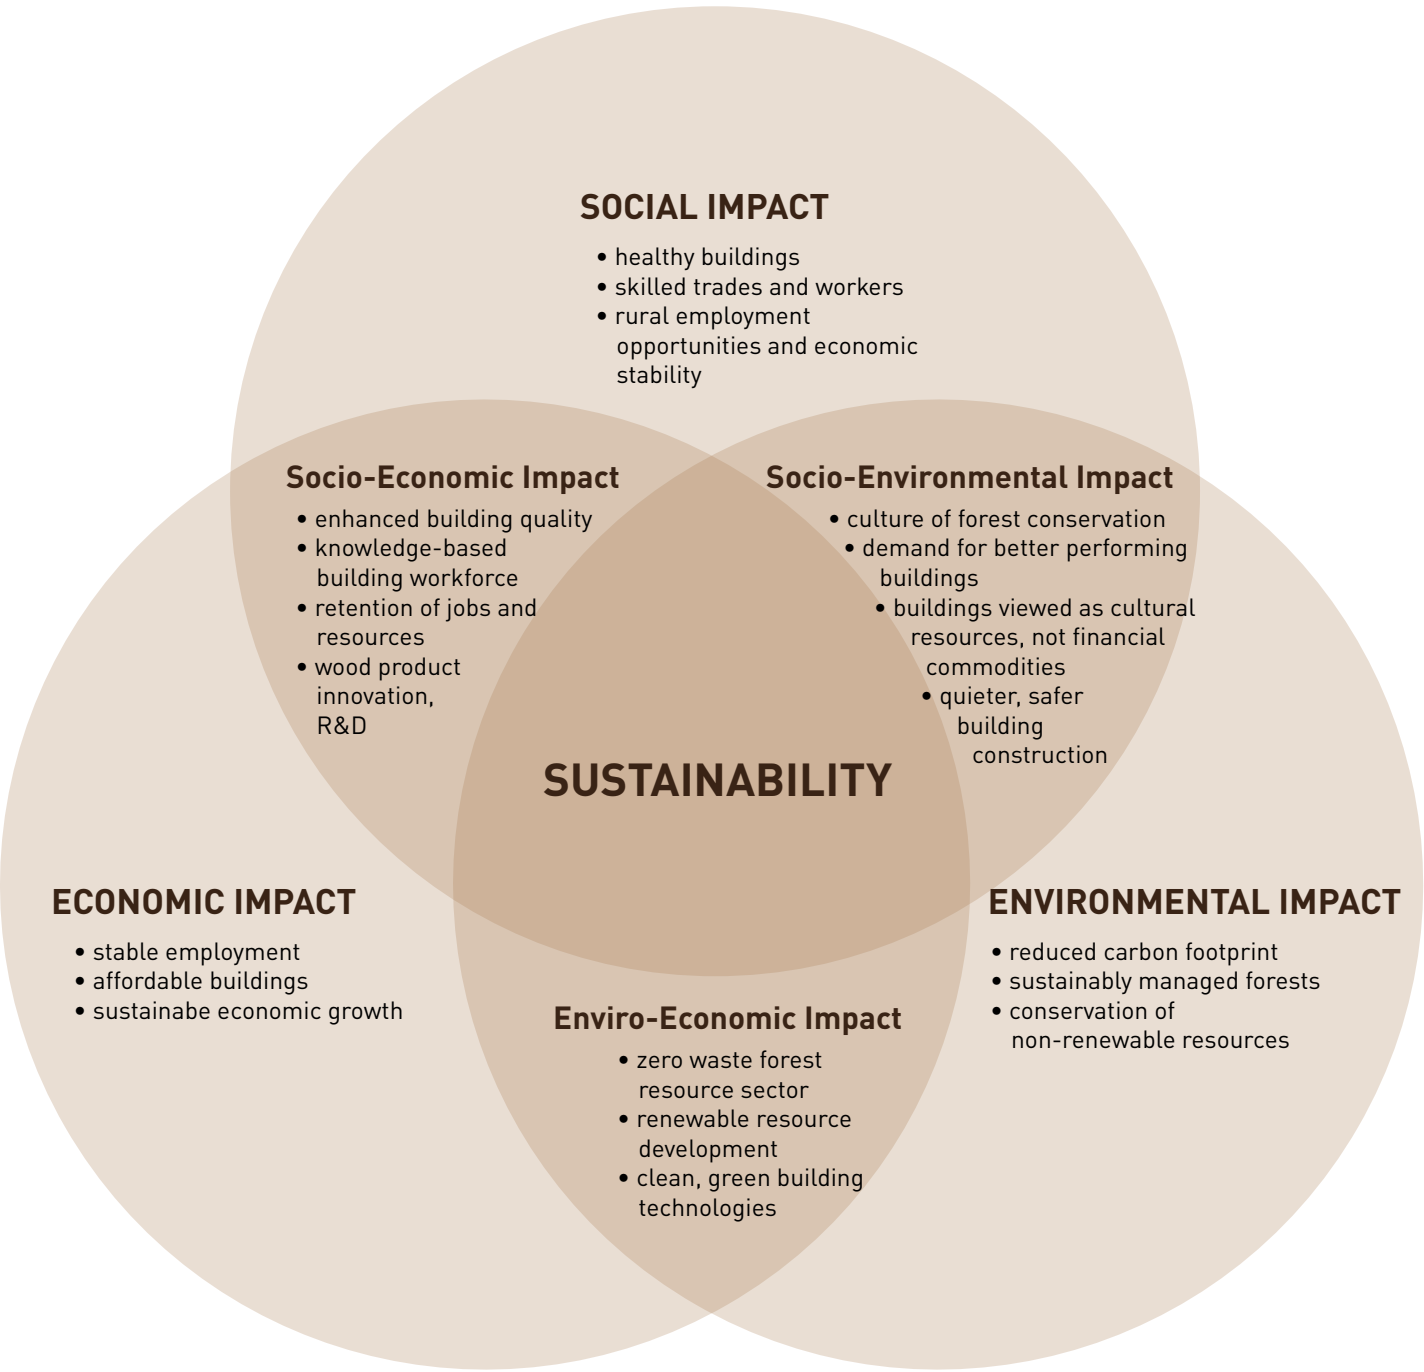 SOCIAL IMPACT
• healthy buildings
• skilled trades and workers
• rural employment
opportunities and economic
stability
Socio-Economic Impact
• enhanced building quality
• knowledge-based
building workforce
• retention of jobs and
resources
• wood product
innovation,
R&D
Socio-Environmental Impact
• culture of forest conservation
• demand for better performing
buildings
• buildings viewed as cultural
resources, not financial
commodities
• quieter, safer
building
construction
SUSTAINABILITY
ECONOMIC IMPACT
• stable employment
• affordable buildings
• sustainabe economic growth
ENVIRONMENTAL IMPACT
• reduced carbon footprint
• sustainably managed forests
• conservation of
non-renewable resources
Enviro-Economic Impact
• zero waste forest
resource sector
• renewable resource
development
• clean, green building
technologies